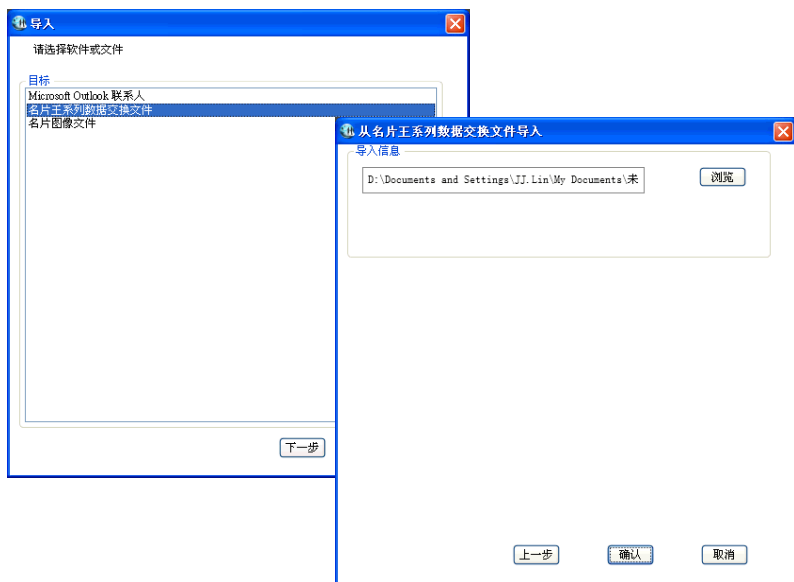 导入
请选择软件或文件
目标
Microsoft Outlook 联系人
名片王系列数据交换文件
名片图像文件
下一步
从名片王系列数据交换文件导入
导入信息
D:\Documents and Settings\JJ.Lin\My Documents\未
浏览
上一步
确认
取消